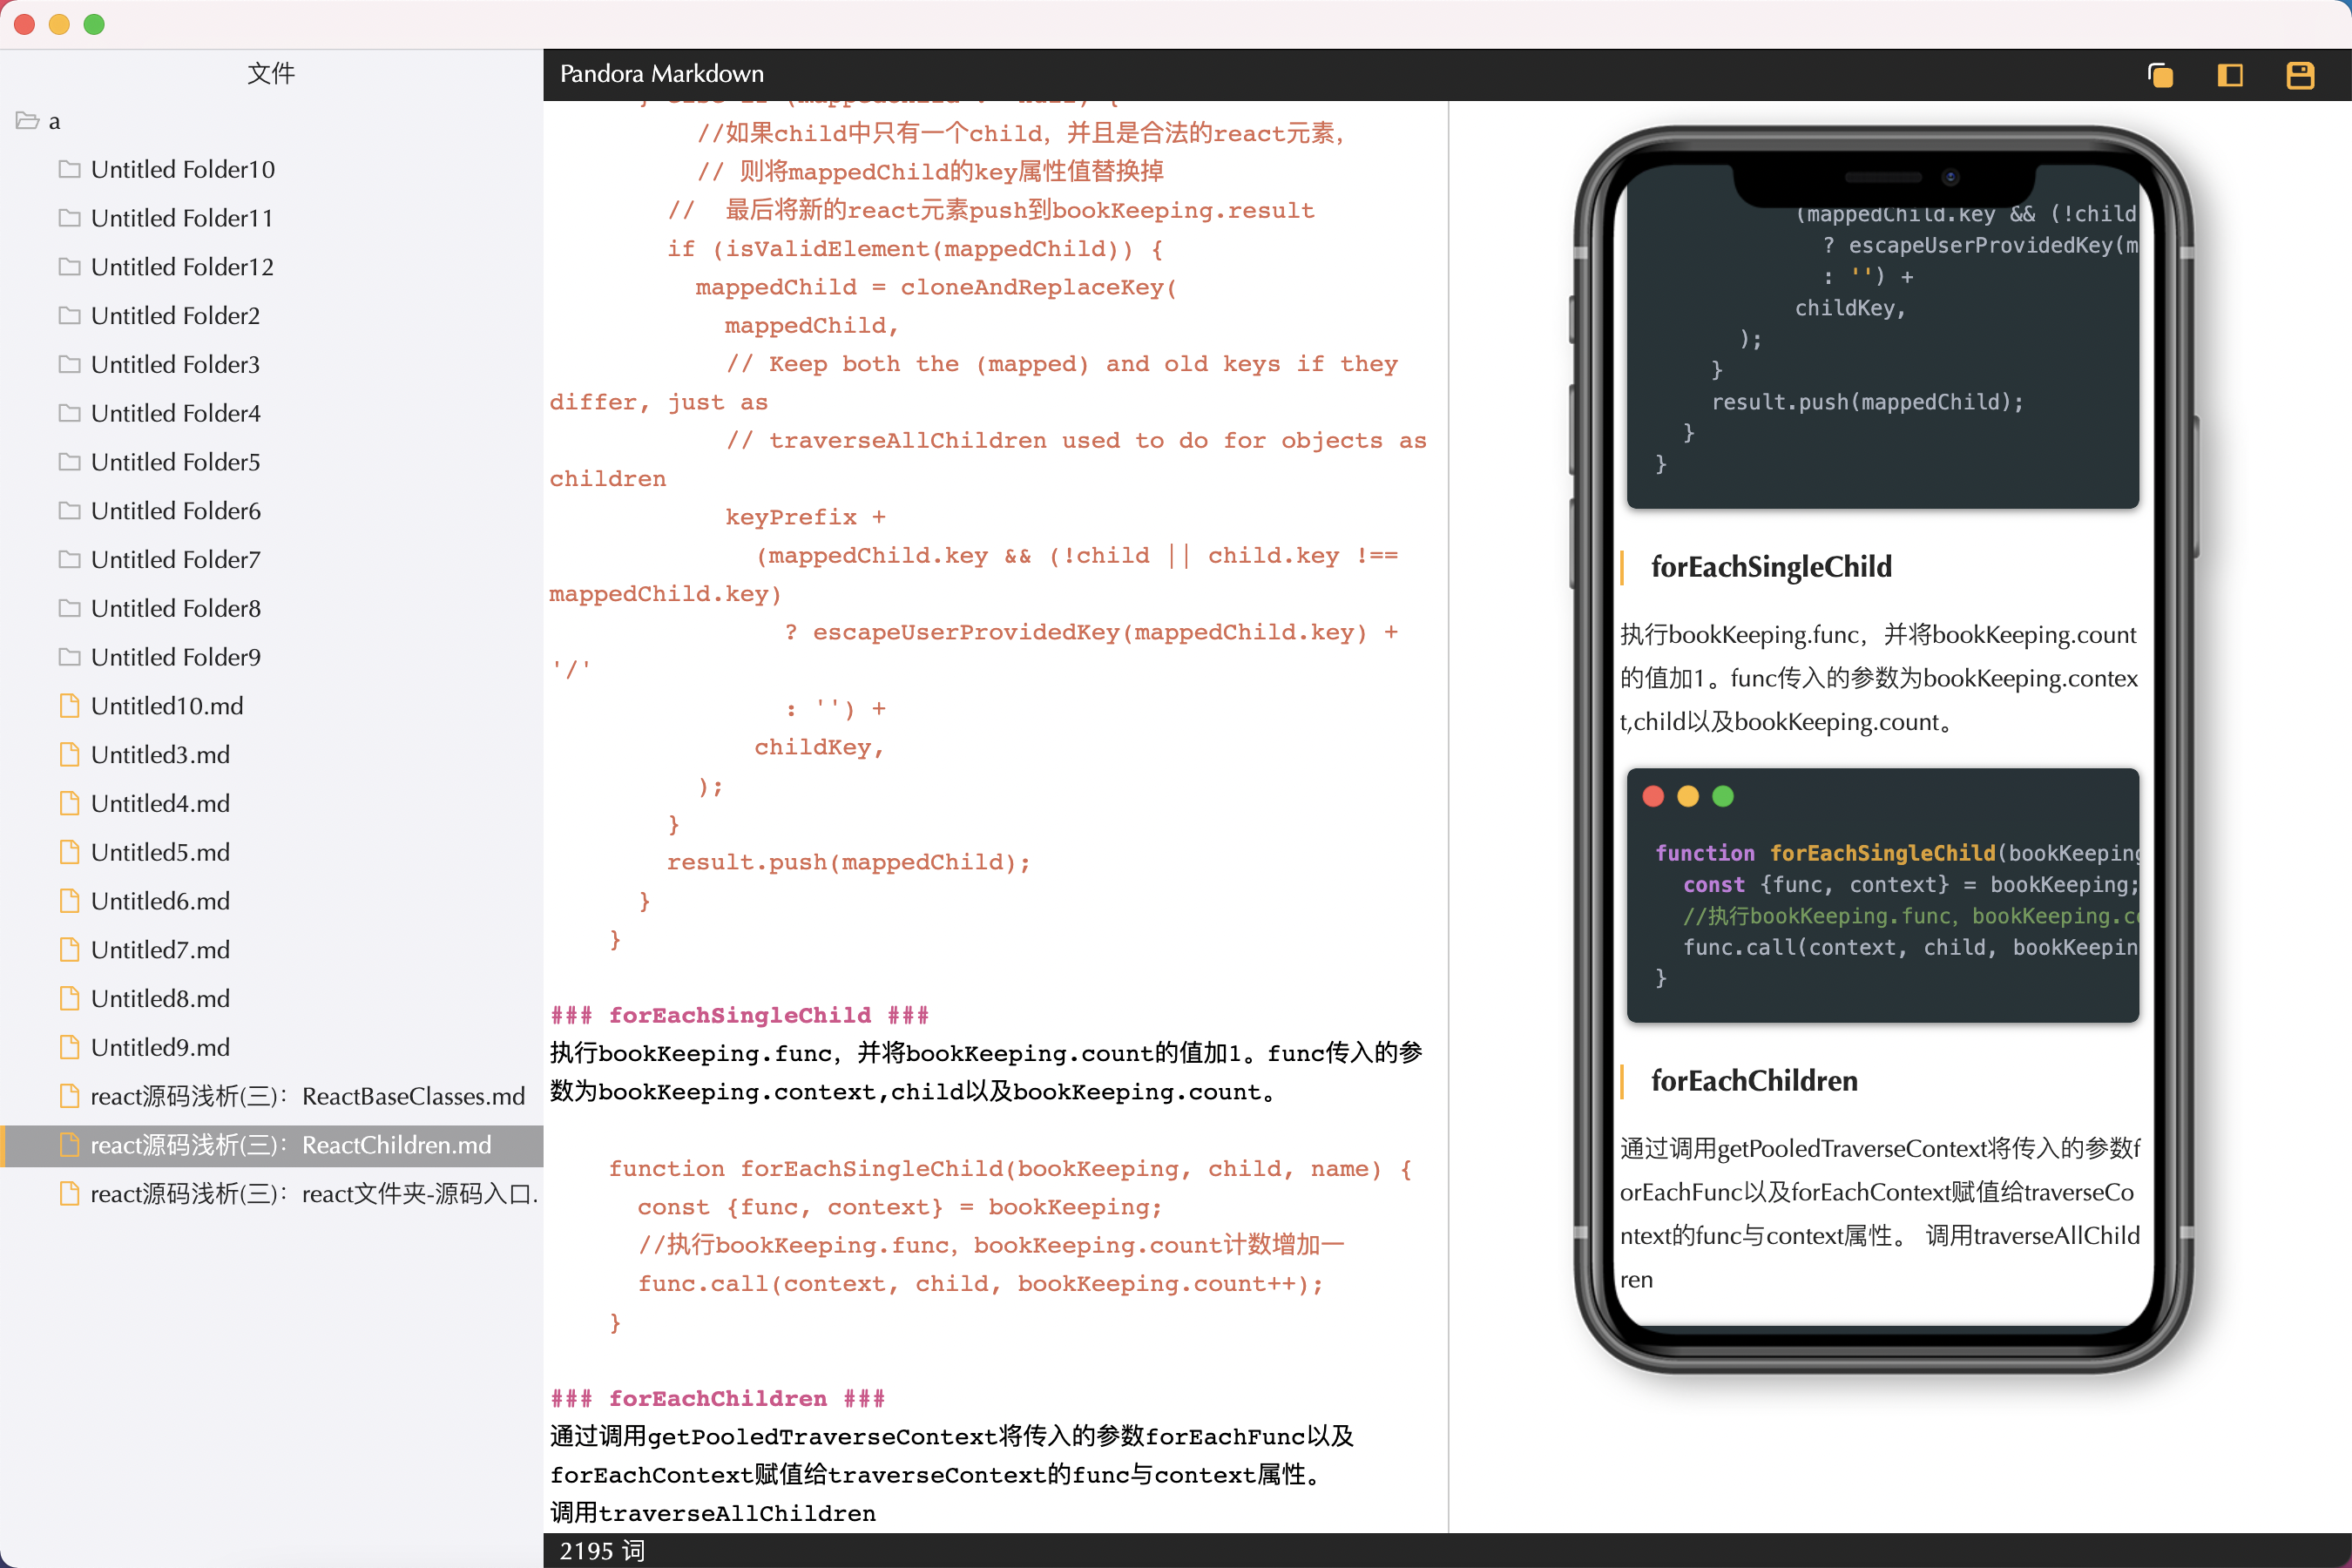 文件
a
Untitled Folder10
Untitled Folder11
Untitled Folder12
Untitled Folder2
Untitled Folder3
Untitled Folder4
Untitled Folder5
Untitled Folder6
Untitled Folder7
Untitled Folder8
Untitled Folder9
Untitled10.md
Untitled3.md
Untitled4.md
Untitled5.md
Untitled6.md
Untitled7.md
Untitled8.md
Untitled9.md
react源码浅析(三)：ReactBaseClasses.md
react源码浅析(三)：ReactChildren.md
react源码浅析(三)：react文件夹-源码入口.
Pandora Markdown
//如果child中只有一个child，并且是合法的react元素，
// 则将mappedChild的key属性值替换掉
//  最后将新的react元素push到bookKeeping.result
if (isValidElement(mappedChild)) {
mappedChild = cloneAndReplaceKey(
mappedChild,
// Keep both the (mapped) and old keys if they
differ, just as
// traverseAllChildren used to do for objects as
children
keyPrefix +
(mappedChild.key && (!child || child.key !==
mappedChild.key)
? escapeUserProvidedKey(mappedChild.key) +
'/'
: '') +
childKey,
);
}
result.push(mappedChild);
}
}
### forEachSingleChild ###
执行bookKeeping.func，并将bookKeeping.count的值加1。func传入的参
数为bookKeeping.context,child以及bookKeeping.count。
function forEachSingleChild(bookKeeping, child, name) {
const {func, context} = bookKeeping;
//执行bookKeeping.func，bookKeeping.count计数增加一
func.call(context, child, bookKeeping.count++);
}
### forEachChildren ###
通过调用getPooledTraverseContext将传入的参数forEachFunc以及
forEachContext赋值给traverseContext的func与context属性。
调用traverseAllChildren
2195 词
(mappedChild.key && (!child
? escapeUserProvidedKey(m
: '') +
childKey,
);
}
result.push(mappedChild);
}
}
forEachSingleChild
执行bookKeeping.func，并将bookKeeping.count
的值加1。func传入的参数为bookKeeping.contex
t,child以及bookKeeping.count。
function forEachSingleChild(bookKeeping
const {func, context} = bookKeeping;
//执行bookKeeping.func，bookKeeping.co
func.call(context, child, bookKeepin
}
forEachChildren
通过调用getPooledTraverseContext将传入的参数f
orEachFunc以及forEachContext赋值给traverseCo
ntext的func与context属性。 调用traverseAllChild
ren